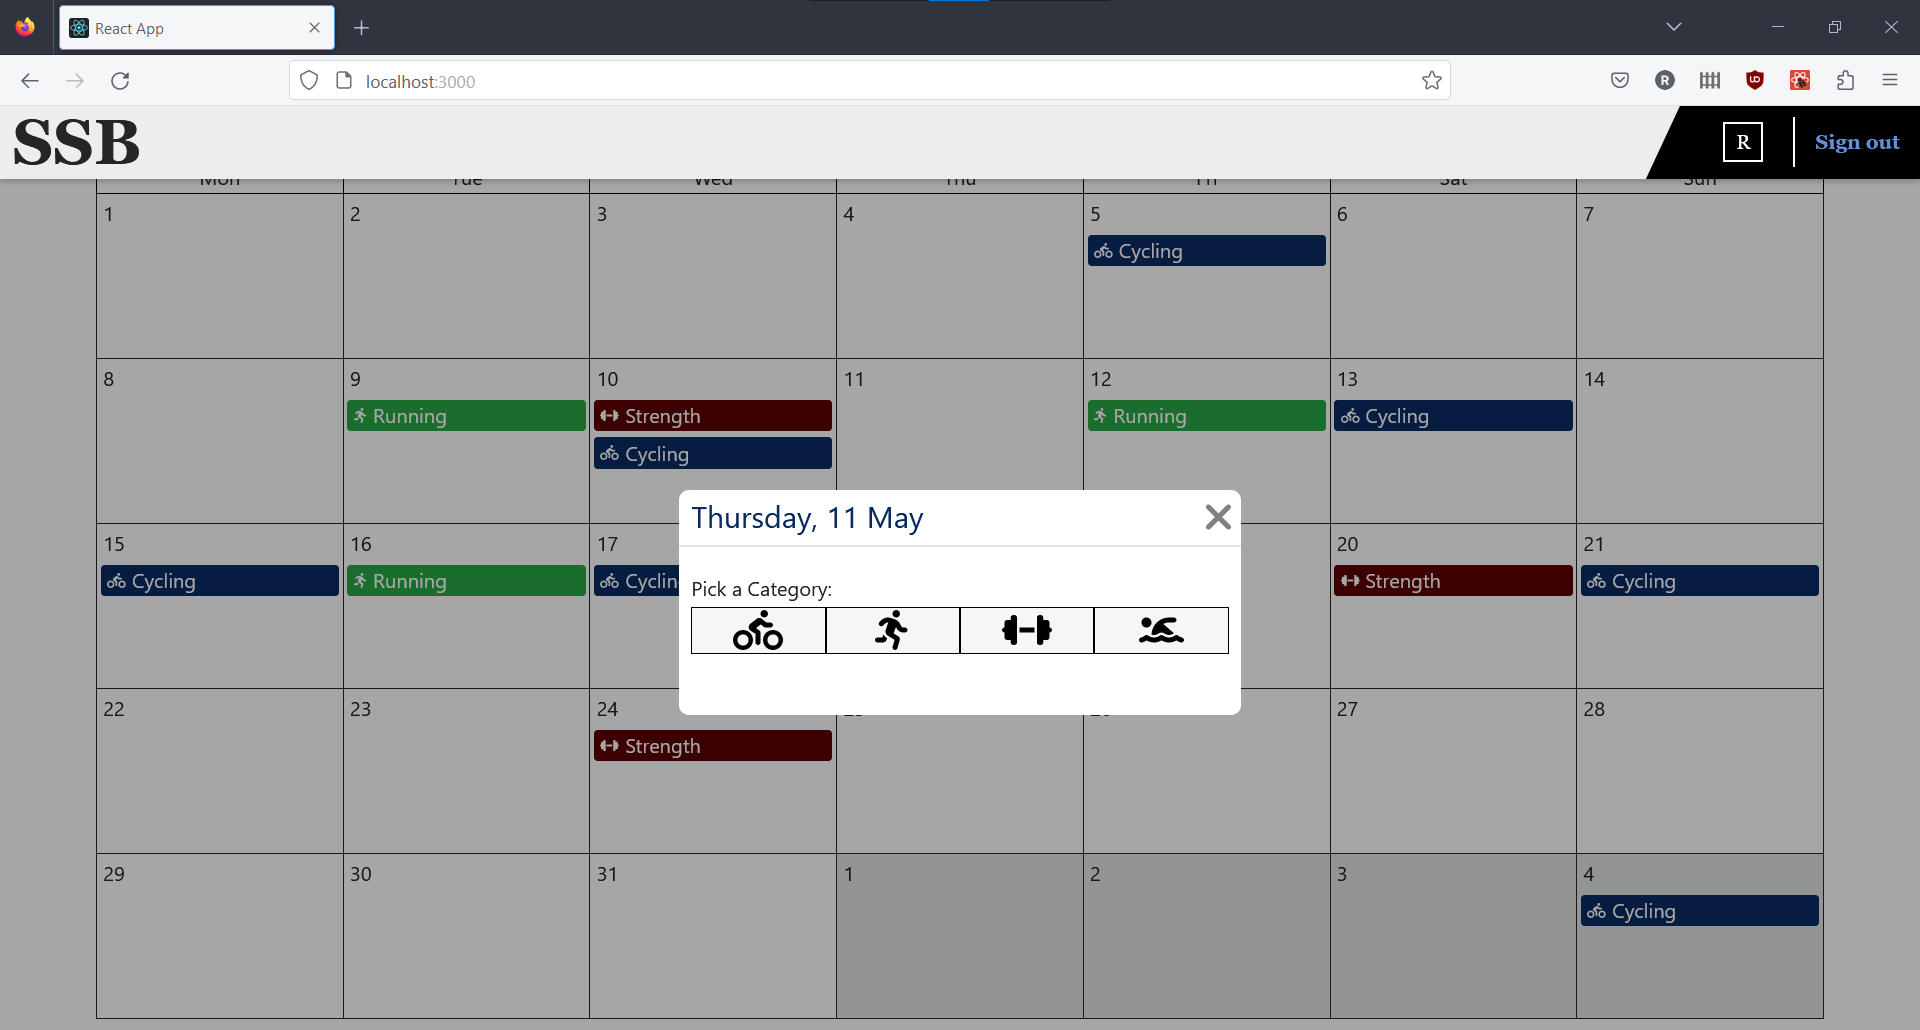 React App
localhost:3000
SSB
R
Sign out
Mon Tue Wed Thu Fri Sat Sun
1 2 3 4 5 6 7
Cycling
8 9 10 11 12 13 14
Running Strength Running Cycling
Cycling
Thursday, 11 May
15 16 17 20 21
Cycling Running Cyclin Strength Cycling
Pick a Category:
22 23 24 27 28
Strength
29 30 31 1 2 3 4
Cycling